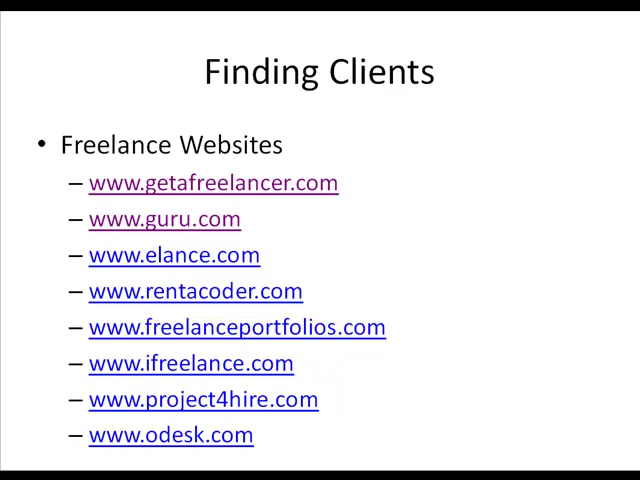 Finding Clients
• Freelance Websites
– www.getafreelancer.com
– www.guru.com
– www.elance.com
– www.rentacoder.com
– www.freelanceportfolios.com
– www.ifreelance.com
– www.project4hire.com
– www.odesk.com